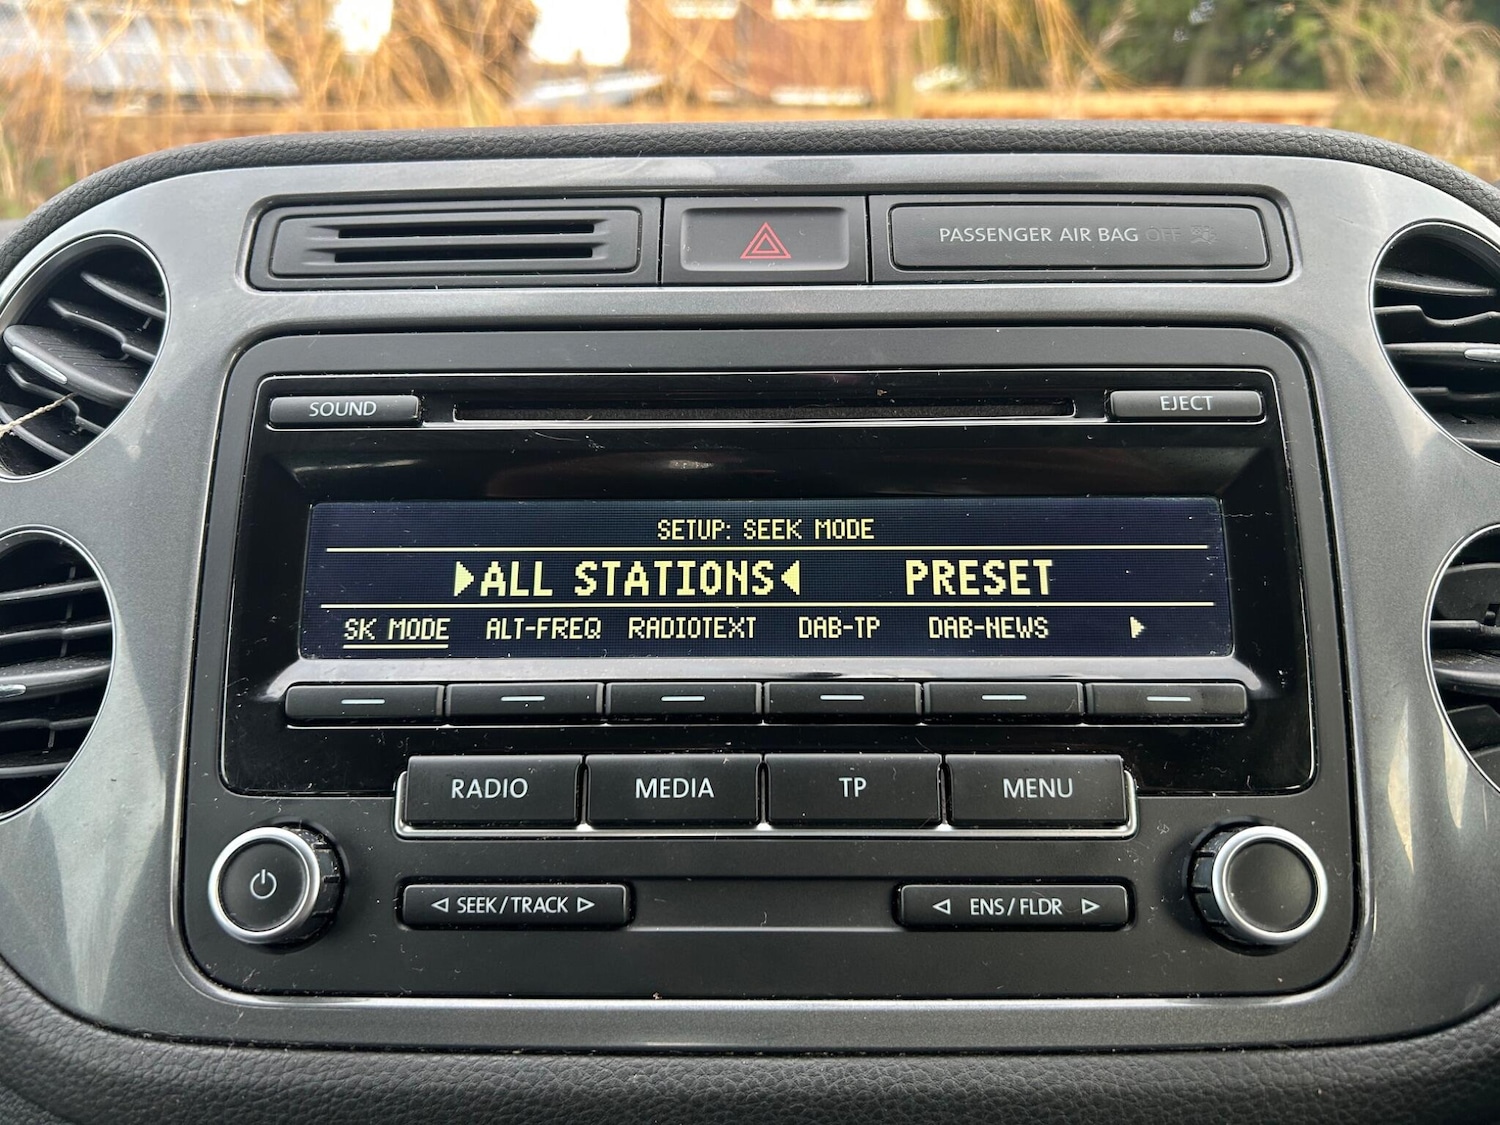 PASSENGER AIR BAG OFF
SOUND
EJECT
SETUP: SEEK MODE
ALL STATIONS PRESET
SK MODE ALT-FREQ RADIOTEXT DAB-TP DAB-NEWS
RADIO MEDIA TP MENU
SEEK/TRACK ENS/FLDR